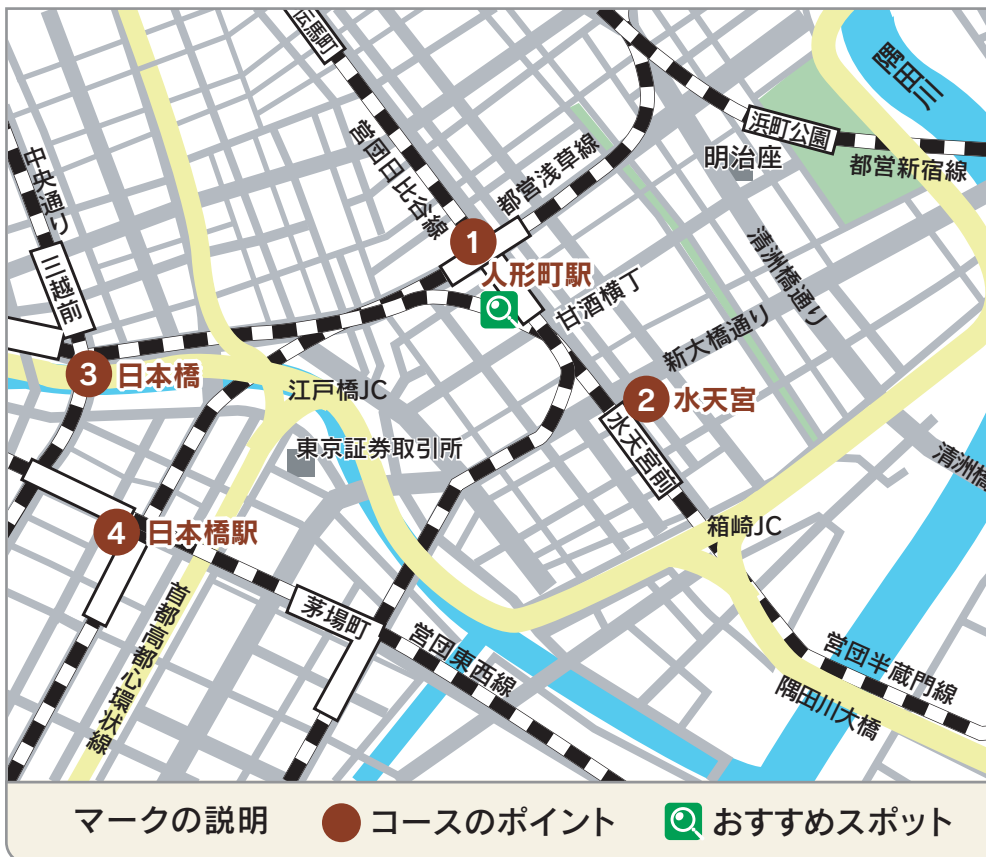 伝馬町
隅田川
浜町公園
明治座
都営新宿線
営団日比谷線
都営浅草線
中央通り
三越前
1
人形町駅
甘酒横丁
清洲橋通り
新大橋通り
3
日本橋
江戸橋JC
2
水天宮
水天宮前
東京証券取引所
清洲橋
箱崎JC
4
日本橋駅
首都高都心環状線
茅場町
営団東西線
営団半蔵門線
隅田川大橋
マークの説明
コースのポイント
おすすめスポット